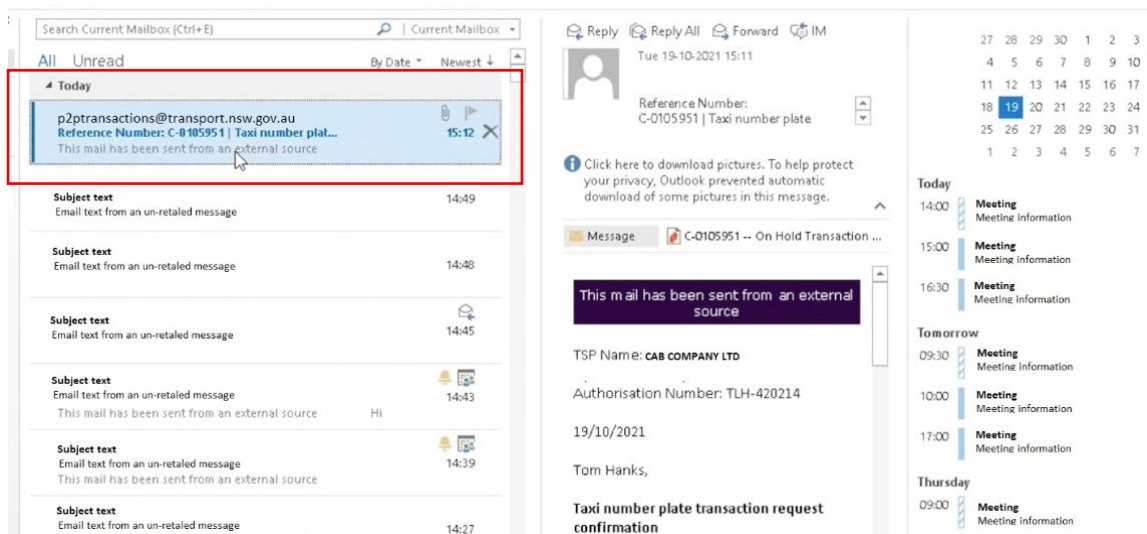 Search Current Mailbox (Ctrl+E)
Current Mailbox
All Unread By Date Newest ↓
Today
p2ptransactions@transport.nsw.gov.au
Reference Number: C-0105951 | Taxi number plat...
15:12
This mail has been sent from an external source
Subject text 14:49
Email text from an un-retaled message
Subject text
Email text from an un-retaled message 14:48
Subject text
Email text from an un-retaled message 14:45
Subject text
Email text from an un-retaled message 14:43
This mail has been sent from an external source Hi
Subject text
Email text from an un-retaled message 14:39
This mail has been sent from an external source
Subject text
Email text from an un-retaled message 14:27
Reply Reply All Forward IM
Tue 19-10-2021 15:11
Reference Number:
C-0105951 | Taxi number plate
Click here to download pictures. To help protect
your privacy, Outlook prevented automatic
download of some pictures in this message.
Message C-0105951 -- On Hold Transaction ...
This mail has been sent from an external
source
TSP Name: CAB COMPANY LTD
Authorisation Number: TLH-420214
19/10/2021
Tom Hanks,
Taxi number plate transaction request
confirmation
27 28 29 30 1 2 3
4 5 6 7 8 9 10
11 12 13 14 15 16 17
18 19 20 21 22 23 24
25 26 27 28 29 30 31
1 2 3 4 5 6 7
Today
14:00 Meeting
Meeting information
15:00 Meeting
Meeting information
16:30 Meeting
Meeting information
Tomorrow
09:30 Meeting
Meeting information
10:00 Meeting
Meeting information
17:00 Meeting
Meeting information
Thursday
09:00 Meeting
Meeting information